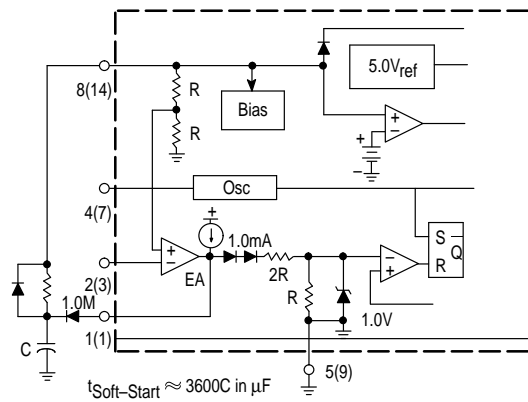 5.0Vref
8(14)
R
Bias
+
−
R
+
−
4(7)
Osc
+
1.0mA
S
Q
R
+
−
2(3)
EA
2R
R
−
+
1.0M
1(1)
1.0V
C
5(9)
tSoft–Start ≈ 3600C in µF